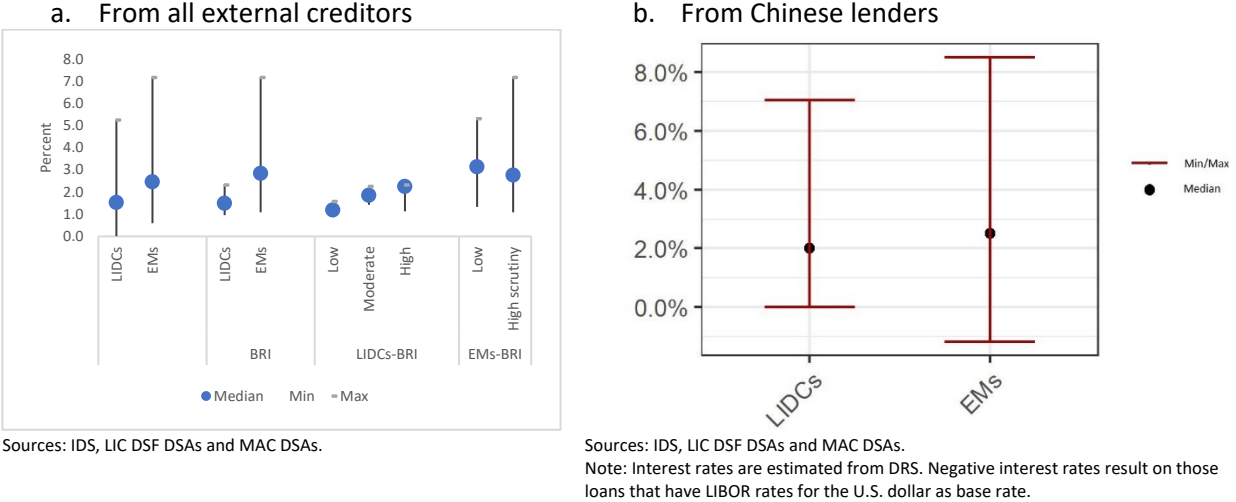 a. From all external creditors
8.0
7.0
6.0
5.0
4.0
3.0
2.0
1.0
0.0
Percent
LIDCs
EMs
LIDCs
EMs
Low
Moderate
High
Low
High scrutiny
BRI
LIDCs-BRI
EMs-BRI
Median Min Max
Sources: IDS, LIC DSF DSAs and MAC DSAs.
b. From Chinese lenders
8.0%
6.0%
4.0%
2.0%
0.0%
LIDCs
EMs
Min/Max
Median
Sources: IDS, LIC DSF DSAs and MAC DSAs.
Note: Interest rates are estimated from DRS. Negative interest rates result on those
loans that have LIBOR rates for the U.S. dollar as base rate.